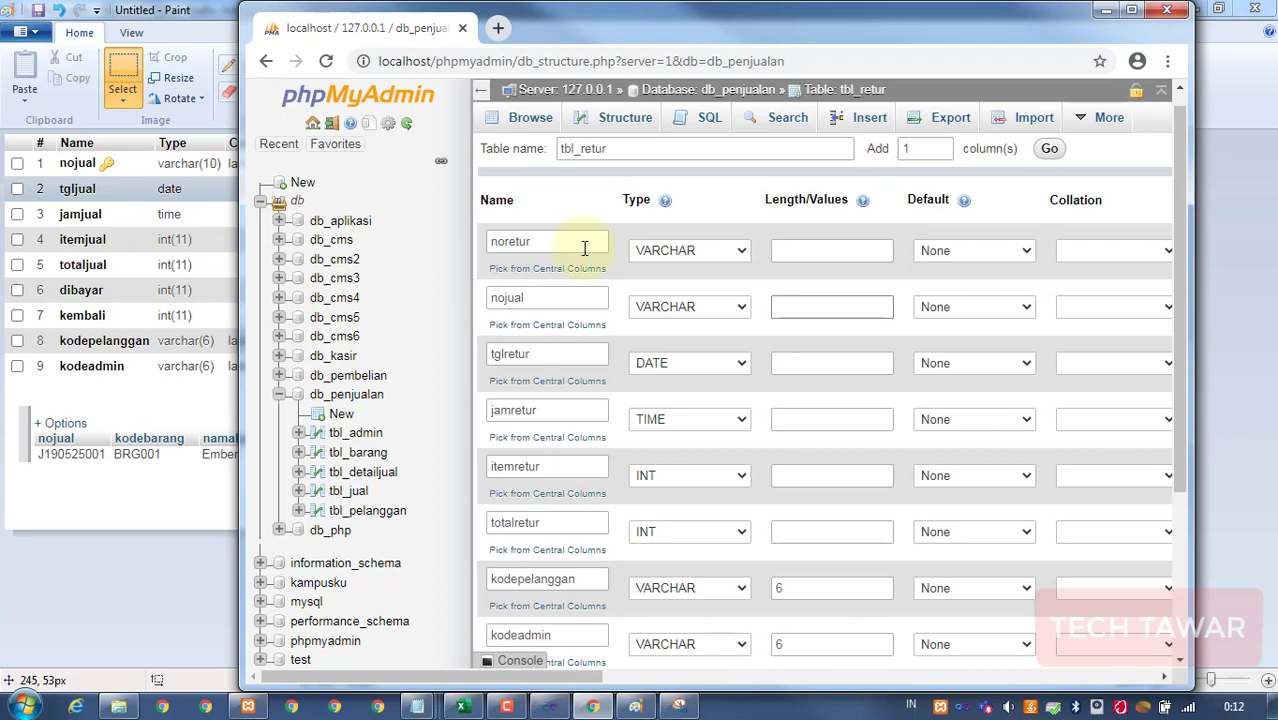 Untitled - Paint
Home
View
Paste
Cut
Copy
Clipboard
Select
Crop
Resize
Rotate
Image
# Name Type
1 nojual varchar(10)
2 tgljual date
3 jamjual time
4 itemjual int(11)
5 totaljual int(11)
6 dibayar int(11)
7 kembali int(11)
8 kodepelanggan varchar(6)
9 kodeadmin varchar(6)
+ Options
nojual kodebarang
J190525001 BRG001
245, 53px
localhost / 127.0.0.1 / db_penjua
localhost/phpmyadmin/db_structure.php?server=1&db=db_penjualan
phpMyAdmin
Recent
Favorites
New
db
db_aplikasi
db_cms
db_cms2
db_cms3
db_cms4
db_cms5
db_cms6
db_kasir
db_pembelian
db_penjualan
New
tbl_admin
tbl_barang
tbl_detailjual
tbl_jual
tbl_pelanggan
db_php
information_schema
kampusku
mysql
performance_schema
phpmyadmin
test
Server: 127.0.0.1 » Database: db_penjualan » Table: tbl_retur
Browse Structure SQL Search Insert Export Import More
Table name: tbl_retur Add 1 column(s) Go
Name Type Length/Values Default Collation
noretur VARCHAR None
Pick from Central Columns
nojual VARCHAR None
Pick from Central Columns
tglretur DATE None
Pick from Central Columns
jamretur TIME None
Pick from Central Columns
itemretur INT None
Pick from Central Columns
totalretur INT None
Pick from Central Columns
kodepelanggan VARCHAR 6 None
Pick from Central Columns
kodeadmin VARCHAR 6 None
Console
TECH TAWAR
IN
0:12